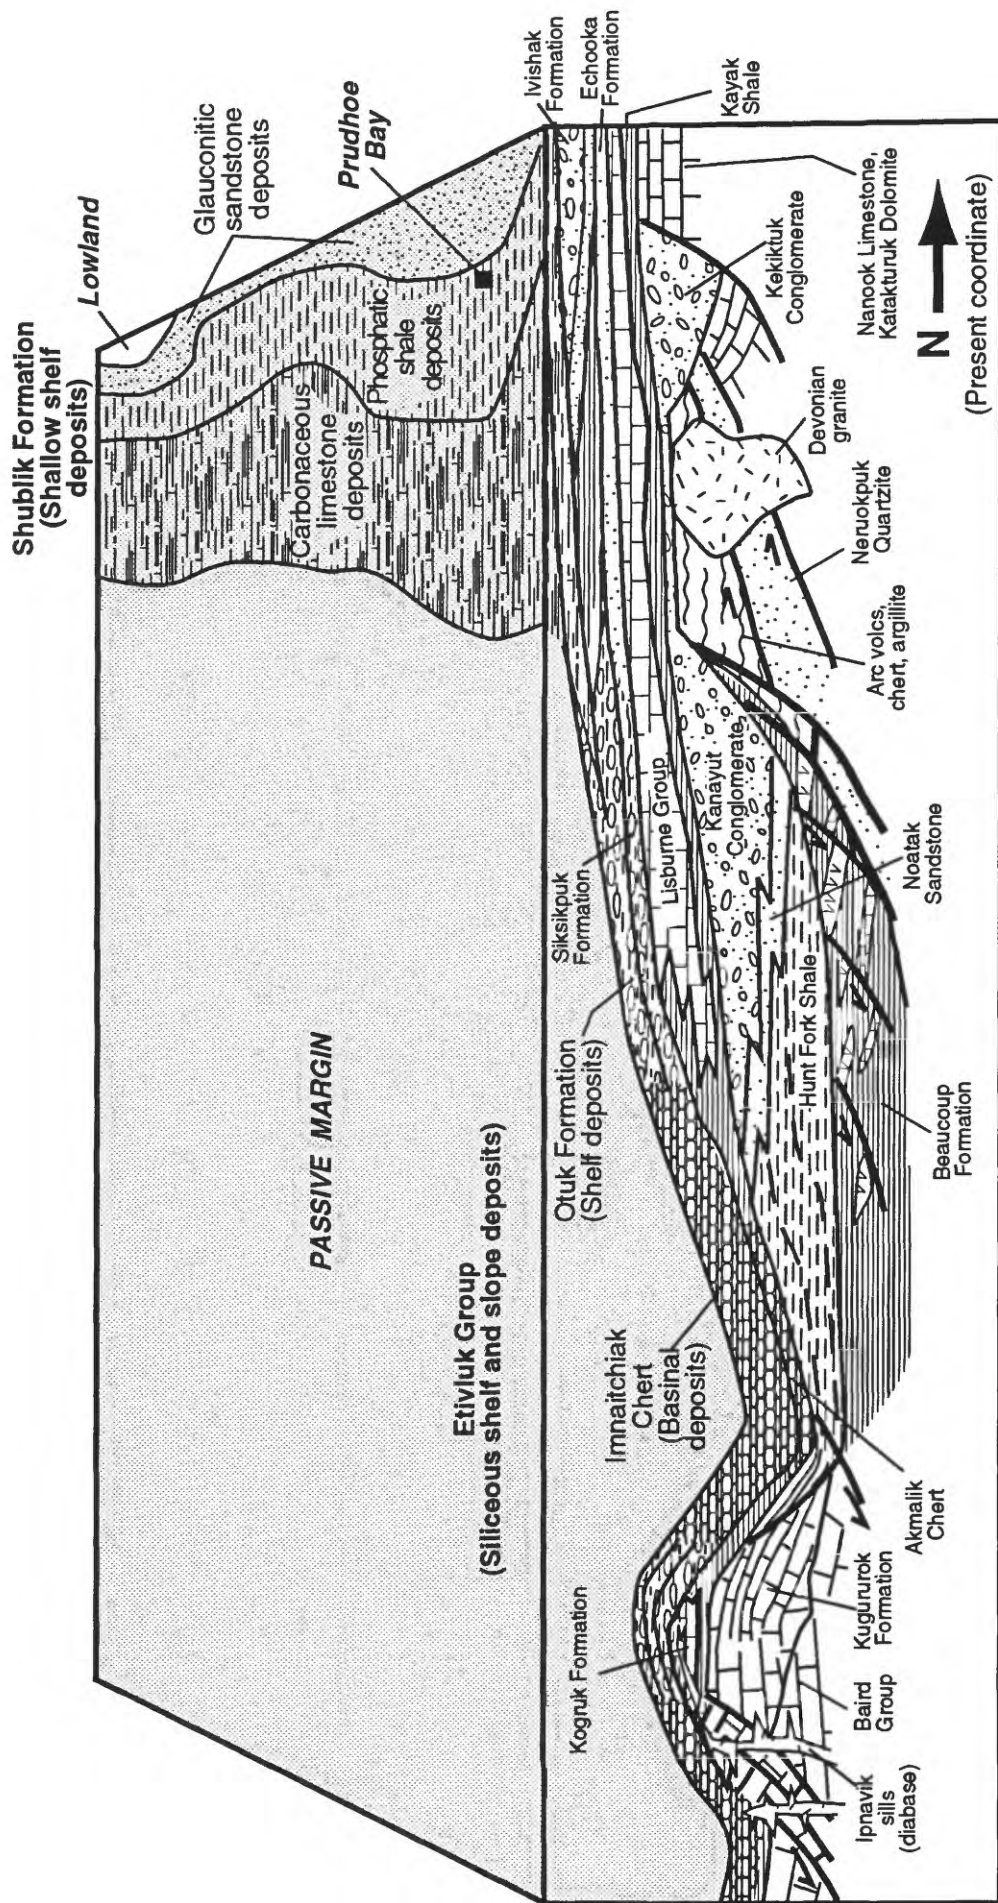 Shublik Formation
(Shallow shelf
deposits)
Lowland
Glauconitic
sandstone
deposits
Prudhoe
Bay
Phosphatic
shale
deposits
Carbonaceous
limestone
deposits
PASSIVE MARGIN
Etivluk Group
(Siliceous shelf and slope deposits)
Ivishak
Formation
Echooka
Formation
Kayak
Shale
Siksikpuk
Formation
Otuk Formation
(Shelf deposits)
Imnaitchiak
Chert
(Basinal
deposits)
Kogruk Formation
Lisburne Group
Kanayut
Conglomerate
Hunt Fork Shale
Kekiktuk
Conglomerate
Nanook Limestone,
Katakturuk Dolomite
Devonian
granite
Neruokpuk
Quartzite
Arc volcs,
chert, argillite
Noatak
Sandstone
Beaucoup
Formation
Akmalik
Chert
Kugururok
Formation
Baird
Group
Ipnavik
sills
(diabase)
N
(Present coordinate)